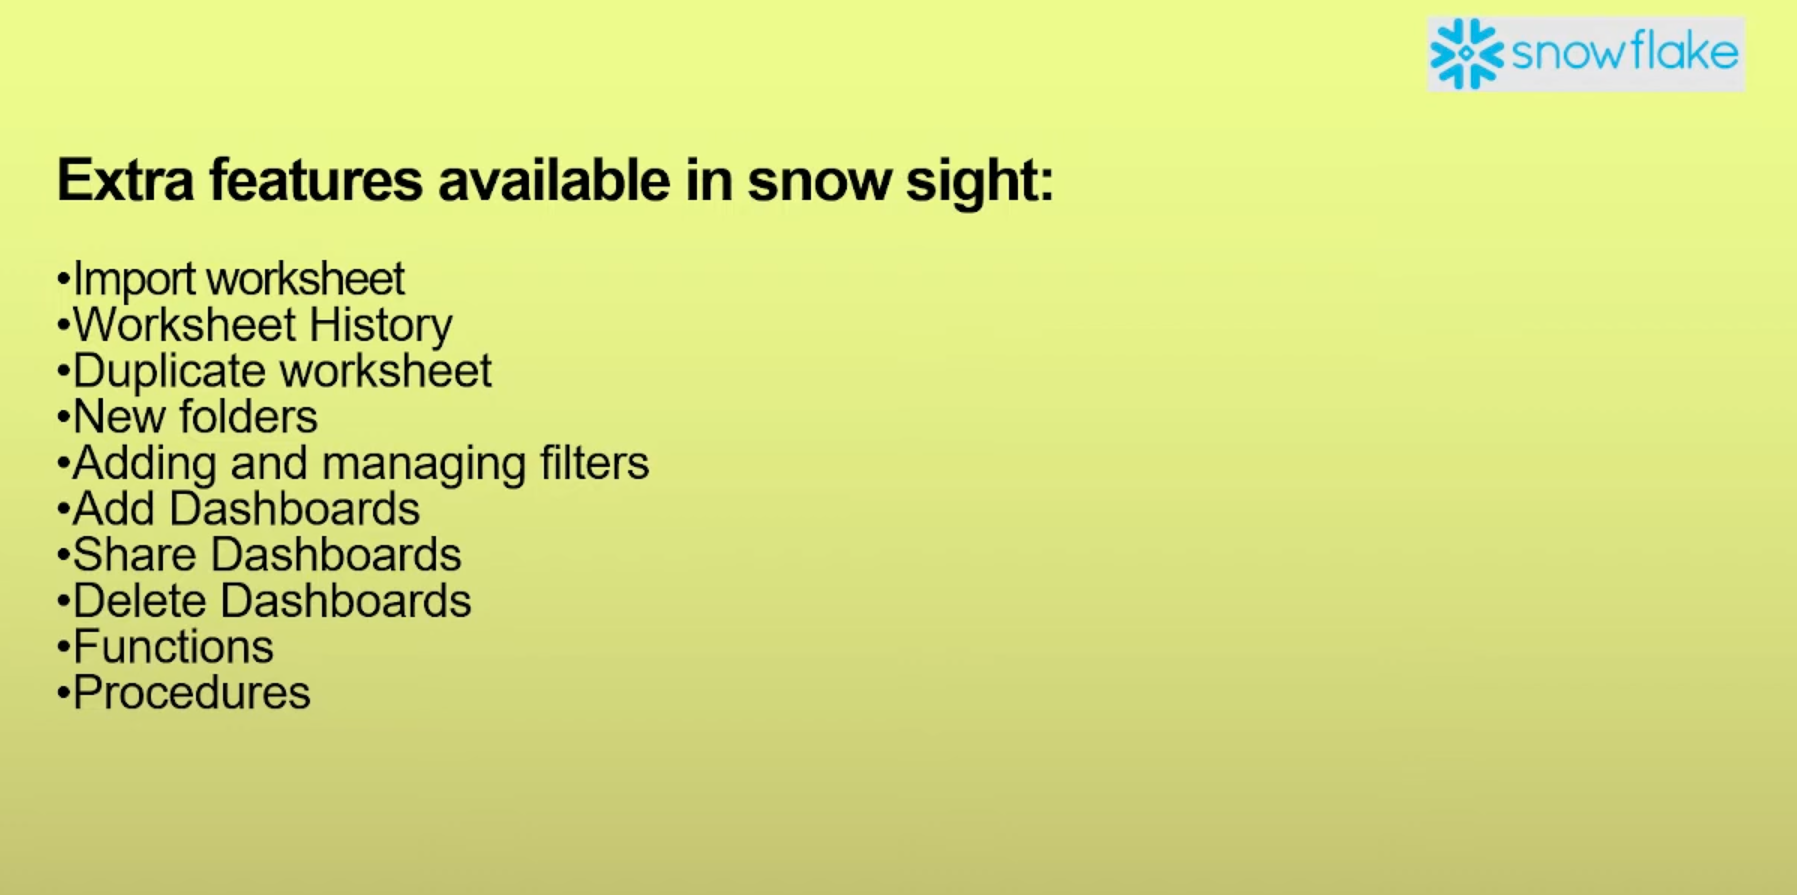 snowflake
Extra features available in snow sight:
•Import worksheet
•Worksheet History
•Duplicate worksheet
•New folders
•Adding and managing filters
•Add Dashboards
•Share Dashboards
•Delete Dashboards
•Functions
•Procedures